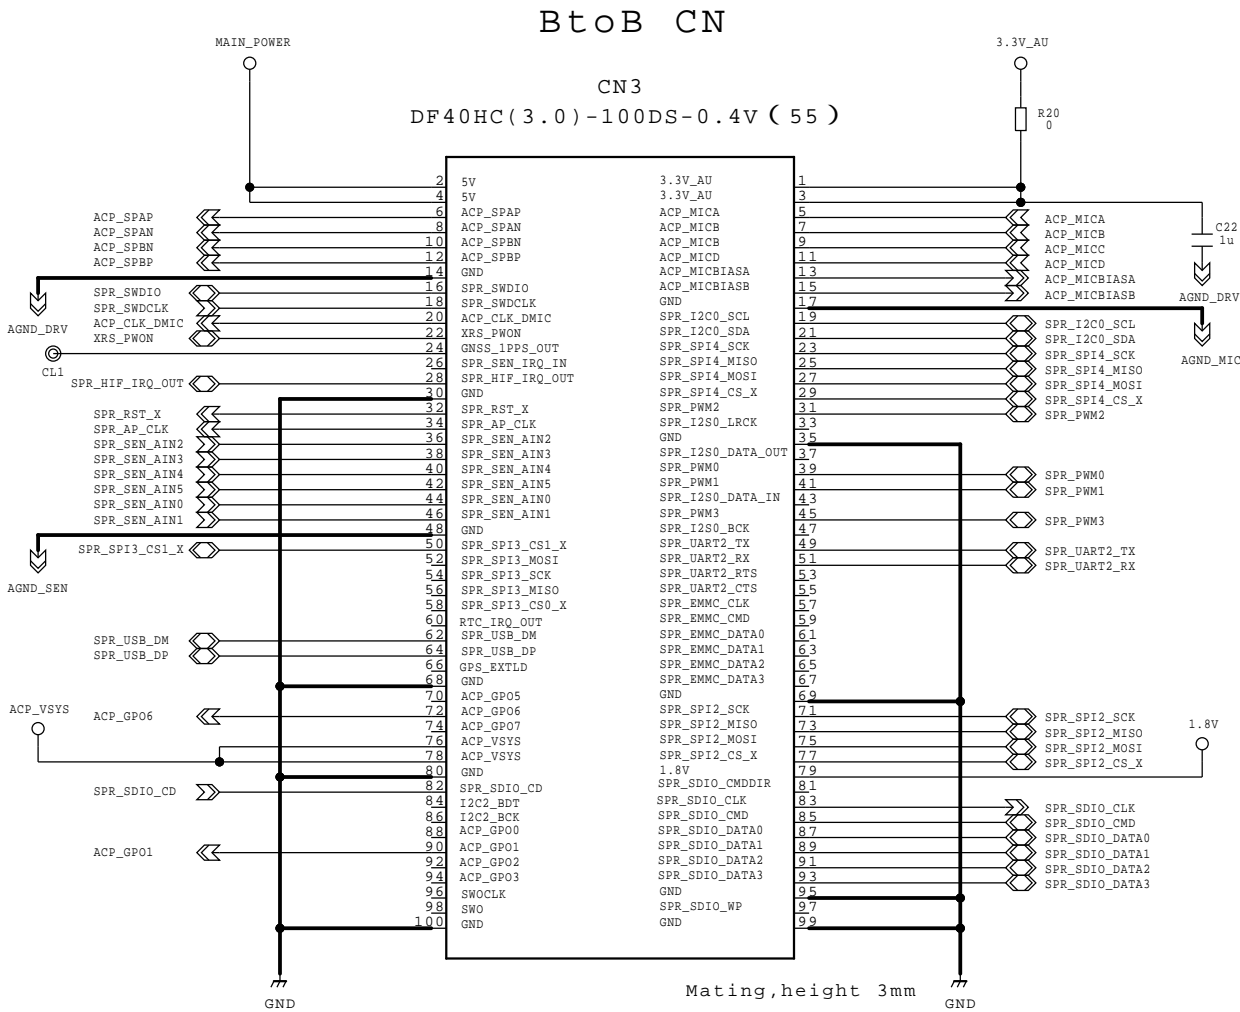 BtoB CN
MAIN_POWER
3.3V_AU
CN3
DF40HC(3.0)-100DS-0.4V(55)
R20
0
2 5V 3.3V_AU 1
4 5V 3.3V_AU 3
ACP_SPAP 6 ACP_SPAP ACP_MICA 5 ACP_MICA
ACP_SPAN 8 ACP_SPAN ACP_MICB 7 ACP_MICB
ACP_SPBN 10 ACP_SPBN ACP_MICB 9 ACP_MICC
ACP_SPBP 12 ACP_SPBP ACP_MICD 11 ACP_MICD
C22
1u
14 GND ACP_MICBIASA 13 ACP_MICBIASA
SPR_SWDIO 16 SPR_SWDIO ACP_MICBIASB 15 ACP_MICBIASB
AGND_DRV
SPR_SWDCLK 18 SPR_SWDCLK GND 17
ACP_CLK_DMIC 20 ACP_CLK_DMIC SPR_I2C0_SCL 19 SPR_I2C0_SCL
AGND_DRV
XRS_PWON 22 XRS_PWON SPR_I2C0_SDA 21 SPR_I2C0_SDA
24 GNSS_1PPS_OUT SPR_SPI4_SCK 23 SPR_SPI4_SCK
AGND_MIC
CL1
26 SPR_SEN_IRQ_IN SPR_SPI4_MISO 25 SPR_SPI4_MISO
SPR_HIF_IRQ_OUT 28 SPR_HIF_IRQ_OUT SPR_SPI4_MOSI 27 SPR_SPI4_MOSI
30 GND SPR_SPI4_CS_X 29 SPR_SPI4_CS_X
SPR_RST_X 32 SPR_RST_X SPR_PWM2 31 SPR_PWM2
SPR_AP_CLK 34 SPR_AP_CLK SPR_I2S0_LRCK 33
SPR_SEN_AIN2 36 SPR_SEN_AIN2 GND 35
SPR_SEN_AIN3 38 SPR_SEN_AIN3 SPR_I2S0_DATA_OUT 37
SPR_SEN_AIN4 40 SPR_SEN_AIN4 SPR_PWM0 39 SPR_PWM0
SPR_SEN_AIN5 42 SPR_SEN_AIN5 SPR_PWM1 41 SPR_PWM1
SPR_SEN_AIN0 44 SPR_SEN_AIN0 SPR_I2S0_DATA_IN 43
SPR_SEN_AIN1 46 SPR_SEN_AIN1 SPR_PWM3 45 SPR_PWM3
48 GND SPR_I2S0_BCK 47
SPR_SPI3_CS1_X 50 SPR_SPI3_CS1_X SPR_UART2_TX 49 SPR_UART2_TX
52 SPR_SPI3_MOSI SPR_UART2_RX 51 SPR_UART2_RX
54 SPR_SPI3_SCK SPR_UART2_RTS 53
AGND_SEN
56 SPR_SPI3_MISO SPR_UART2_CTS 55
58 SPR_SPI3_CS0_X SPR_EMMC_CLK 57
60 RTC_IRQ_OUT SPR_EMMC_CMD 59
SPR_USB_DM 62 SPR_USB_DM SPR_EMMC_DATA0 61
SPR_USB_DP 64 SPR_USB_DP SPR_EMMC_DATA1 63
66 GPS_EXTLD SPR_EMMC_DATA2 65
68 GND SPR_EMMC_DATA3 67
70 ACP_GPO5 GND 69
ACP_VSYS
ACP_GPO6 72 ACP_GPO6 SPR_SPI2_SCK 71 SPR_SPI2_SCK
1.8V
74 ACP_GPO7 SPR_SPI2_MISO 73 SPR_SPI2_MISO
76 ACP_VSYS SPR_SPI2_MOSI 75 SPR_SPI2_MOSI
78 ACP_VSYS SPR_SPI2_CS_X 77 SPR_SPI2_CS_X
80 GND 1.8V 79
SPR_SDIO_CD 82 SPR_SDIO_CD SPR_SDIO_CMDDIR 81
84 I2C2_BDT SPR_SDIO_CLK 83 SPR_SDIO_CLK
86 I2C2_BCK SPR_SDIO_CMD 85 SPR_SDIO_CMD
88 ACP_GPO0 SPR_SDIO_DATA0 87 SPR_SDIO_DATA0
ACP_GPO1 90 ACP_GPO1 SPR_SDIO_DATA1 89 SPR_SDIO_DATA1
92 ACP_GPO2 SPR_SDIO_DATA2 91 SPR_SDIO_DATA2
94 ACP_GPO3 SPR_SDIO_DATA3 93 SPR_SDIO_DATA3
96 SWOCLK GND 95
98 SWO SPR_SDIO_WP 97
100 GND GND 99
Mating,height 3mm
GND
GND